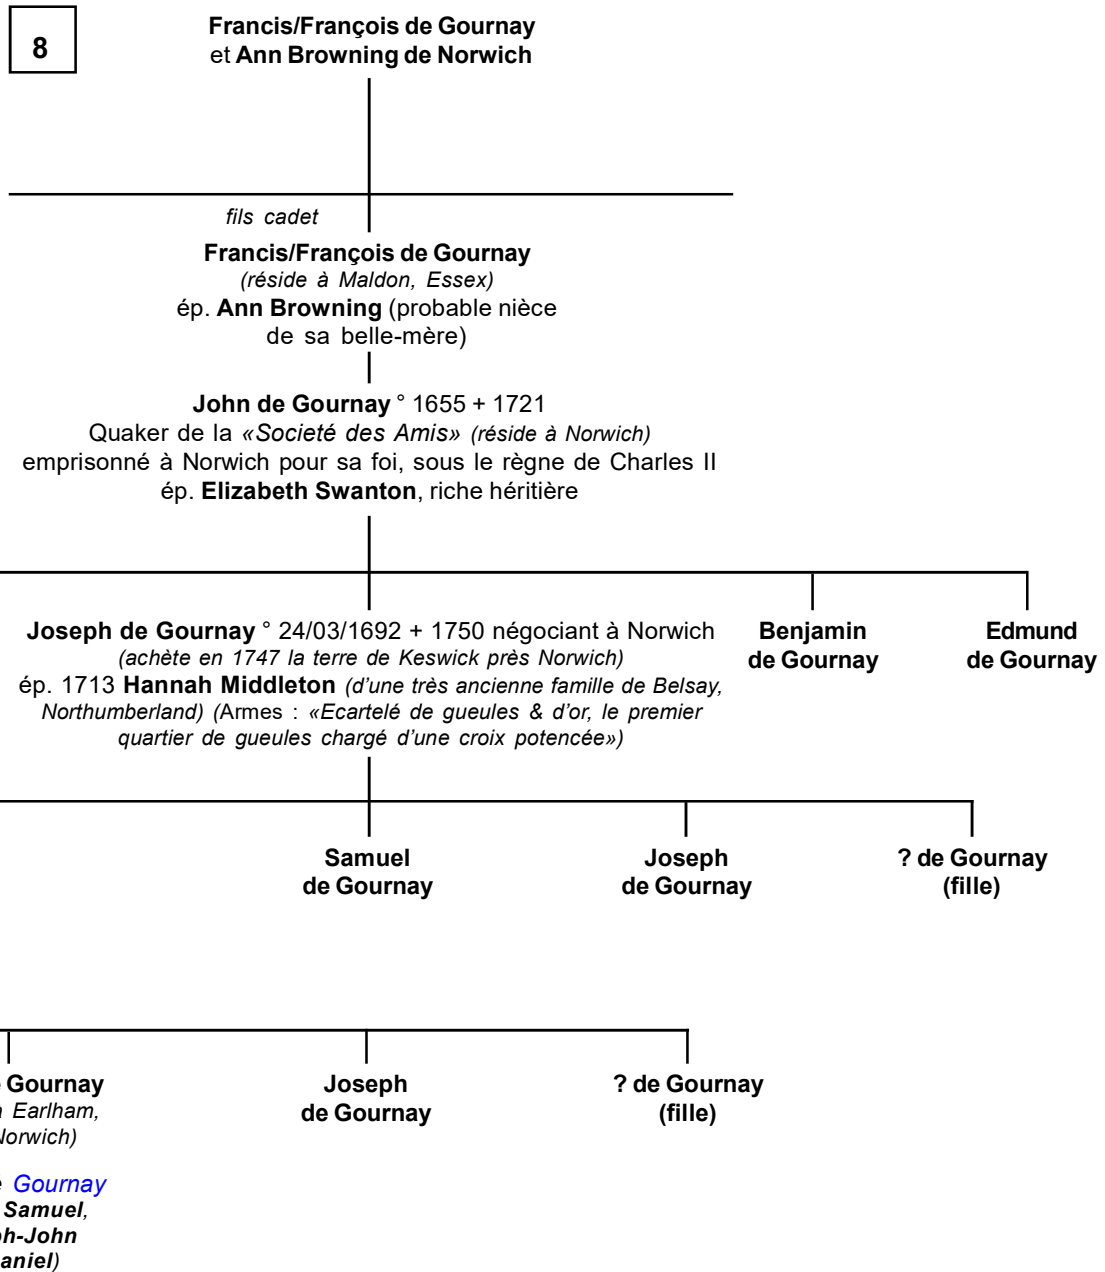 8
Francis/François de Gournay
et Ann Browning de Norwich
fils cadet
Francis/François de Gournay
(réside à Maldon, Essex)
ép. Ann Browning (probable nièce
de sa belle-mère)
John de Gournay ° 1655 + 1721
Quaker de la «Societé des Amis» (réside à Norwich)
emprisonné à Norwich pour sa foi, sous le règne de Charles II
ép. Elizabeth Swanton, riche héritière
Joseph de Gournay ° 24/03/1692 + 1750 négociant à Norwich
(achète en 1747 la terre de Keswick près Norwich)
ép. 1713 Hannah Middleton (d'une très ancienne famille de Belsay,
Northumberland) (Armes : «Ecartelé de gueules & d'or, le premier
quartier de gueules chargé d'une croix potencée»)
Benjamin
de Gournay
Edmund
de Gournay
Samuel
de Gournay
Joseph
de Gournay
? de Gournay
(fille)
Gournay
Earlham,
Norwich)
Gournay
Samuel,
ph-John
aniel)
Joseph
de Gournay
? de Gournay
(fille)